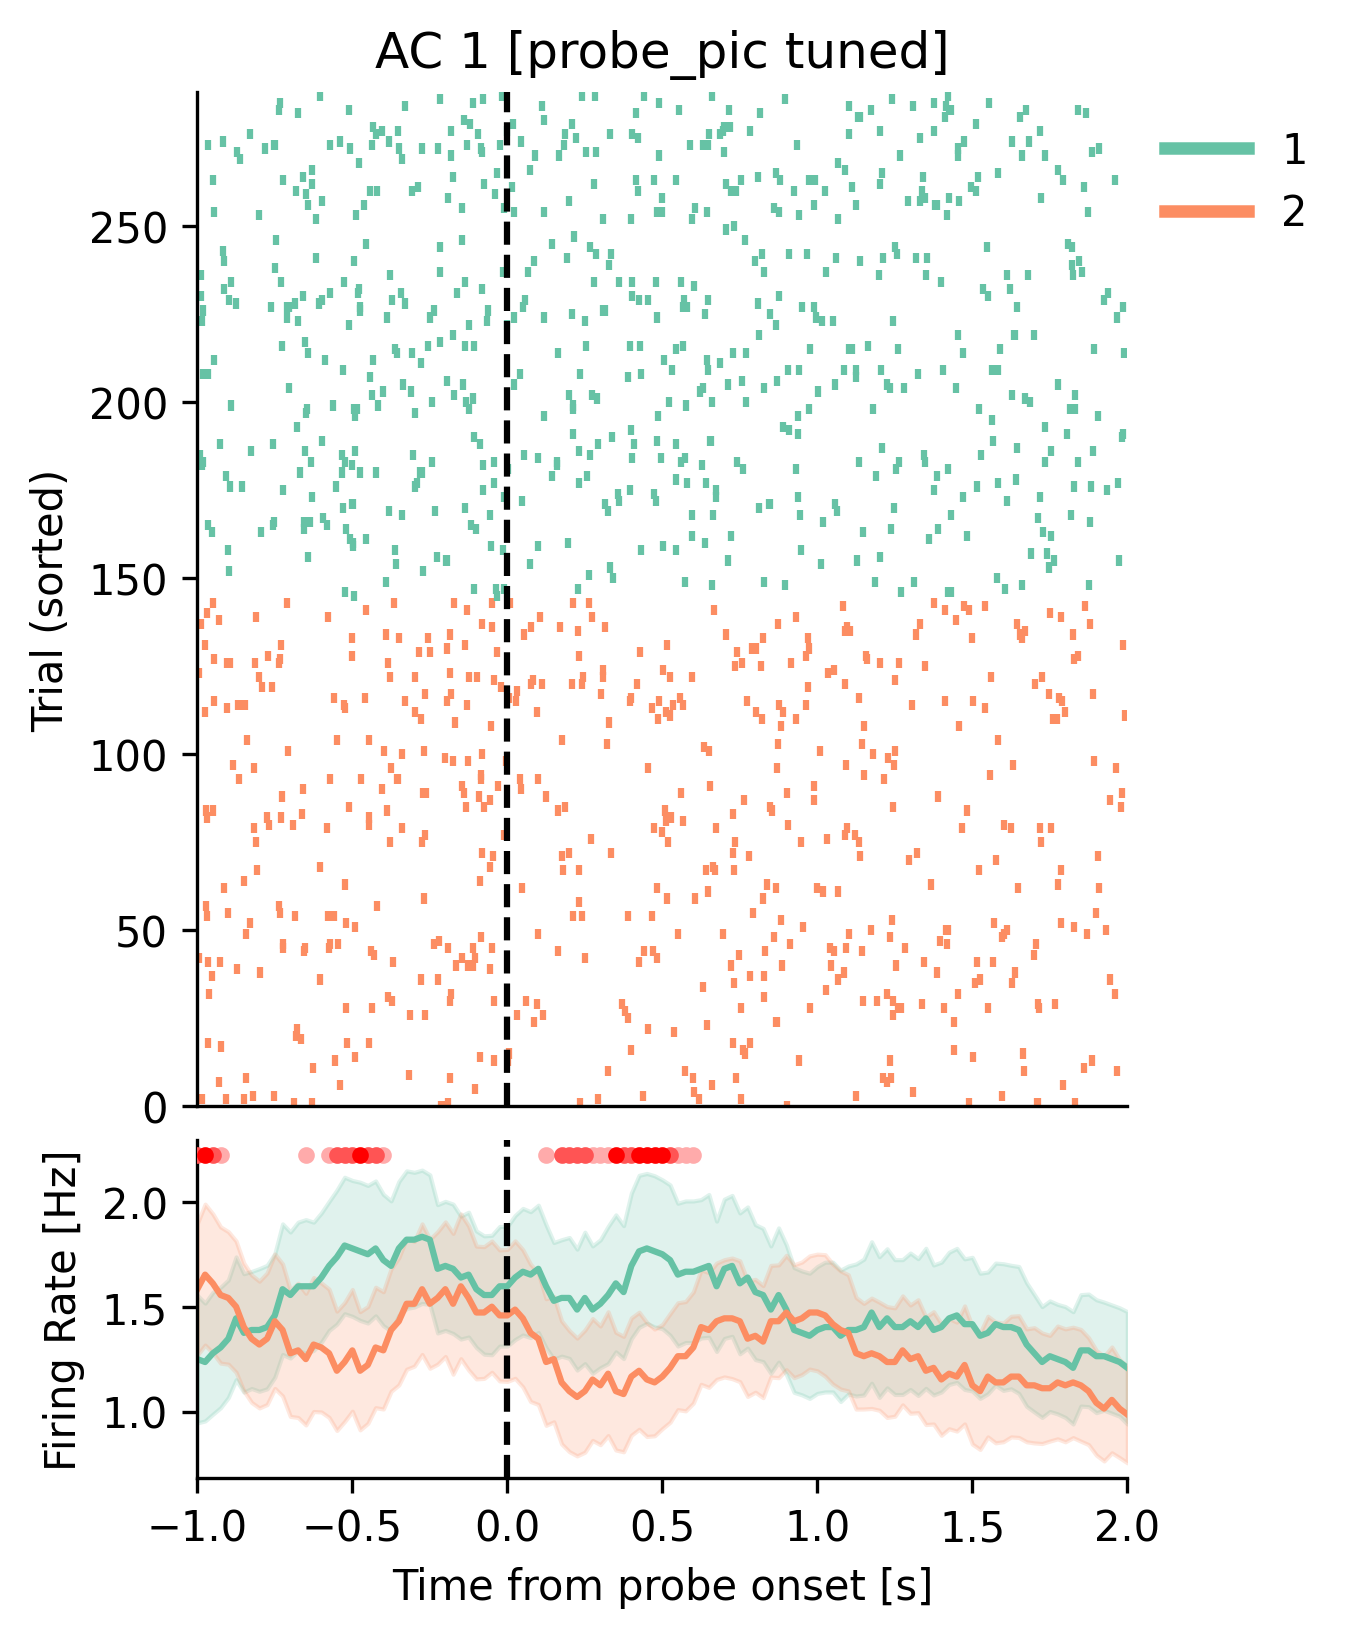 AC 1 [probe_pic tuned]
1
2
Trial (sorted)
250
200
150
100
50
0
Firing Rate [Hz]
2.0
1.5
1.0
−1.0 −0.5 0.0 0.5 1.0 1.5 2.0
Time from probe onset [s]